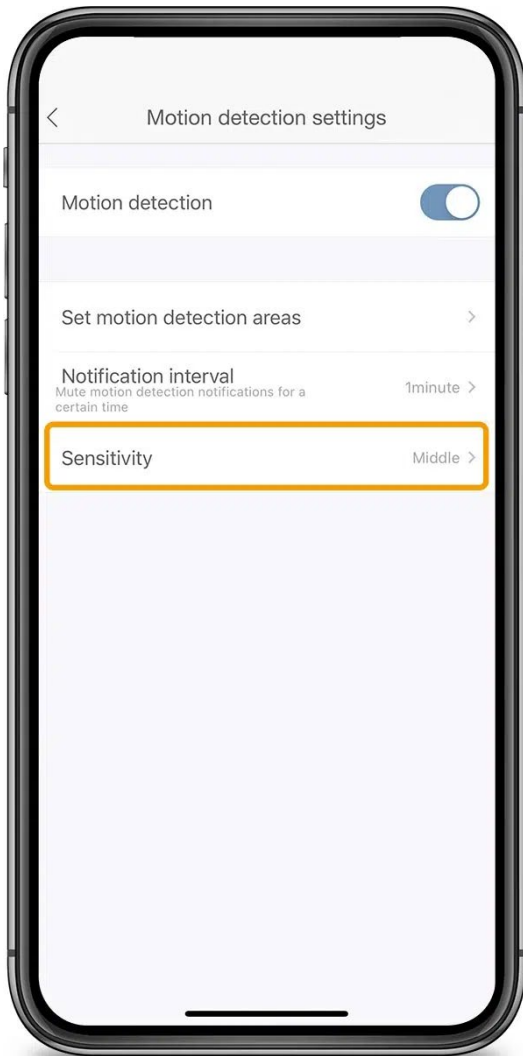 Motion detection settings
Motion detection
Set motion detection areas
Notification interval
Mute motion detection notifications for a
certain time
1minute
Sensitivity
Middle